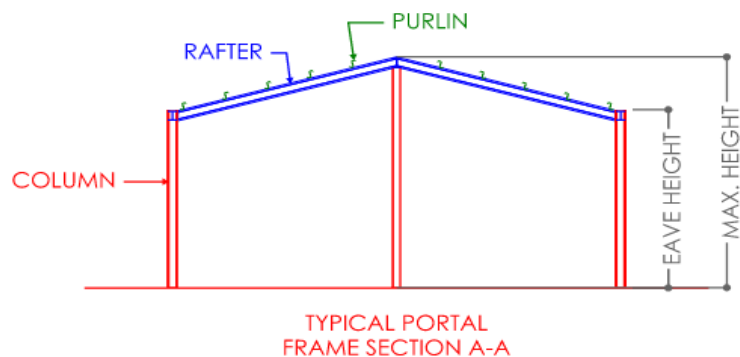 PURLIN
RAFTER
COLUMN
EAVE HEIGHT
MAX. HEIGHT
TYPICAL PORTAL
FRAME SECTION A-A